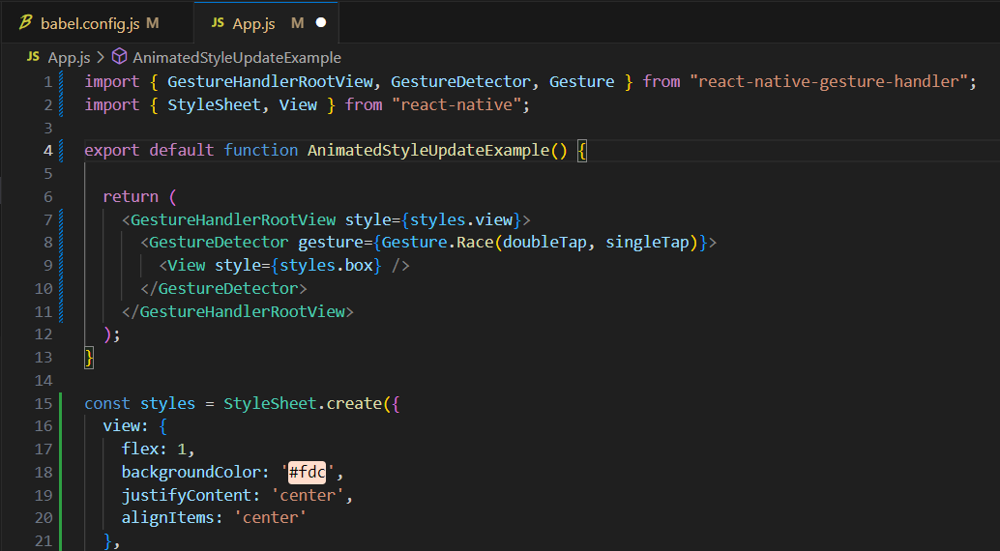 babel.config.js M JS App.js M
JS App.js > AnimatedStyleUpdateExample
1 import { GestureHandlerRootView, GestureDetector, Gesture } from "react-native-gesture-handler";
2 import { StyleSheet, View } from "react-native";
3
4 export default function AnimatedStyleUpdateExample() {
5
6 return (
7 <GestureHandlerRootView style={styles.view}>
8 <GestureDetector gesture={Gesture.Race(doubleTap, singleTap)}>
9 <View style={styles.box} />
10 </GestureDetector>
11 </GestureHandlerRootView>
12 );
13 }
14
15 const styles = StyleSheet.create({
16 view: {
17 flex: 1,
18 backgroundColor: '#fdc',
19 justifyContent: 'center',
20 alignItems: 'center'
21 },